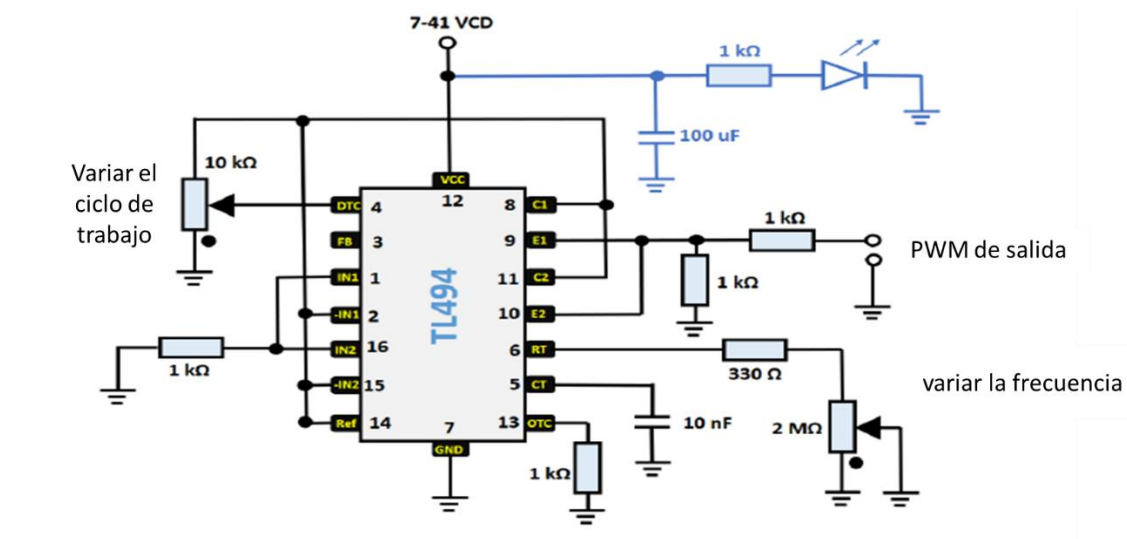 7-41 VCD
1 kΩ
100 uF
Variar el
ciclo de
trabajo
10 kΩ
VCC
12
DTC 4
8 C1
FB 3
9 E1
1 kΩ
PWM de salida
IN1 1
11 C2
1 kΩ
-IN1 2
10 E2
TL494
IN2 16
6 RT
1 kΩ
330 Ω
-IN2 15
5 CT
variar la frecuencia
Ref 14
13 OTC
10 nF
2 MΩ
7
GND
1 kΩ